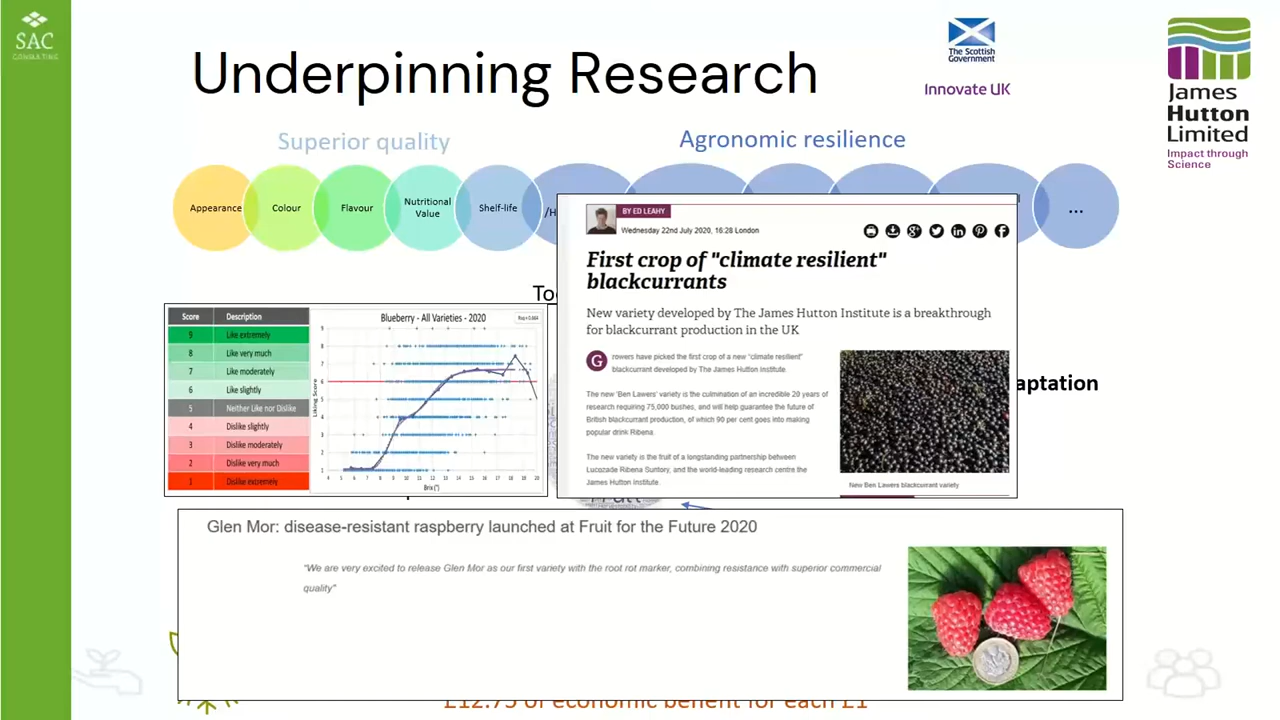 SAC
CONSULTING
Underpinning Research
The Scottish
Government
Innovate UK
James
Hutton
Limited
Impact through
Science
Superior quality
Agronomic resilience
Appearance
Colour
Flavour
Nutritional
Value
Shelf-life
...
BY ED LEAHY
Wednesday 22nd July 2020, 16:28 London
First crop of "climate resilient"
blackcurrants
New variety developed by The James Hutton Institute is a breakthrough
for blackcurrant production in the UK
Growers have picked the first crop of a new "climate resilient"
blackcurrant developed by The James Hutton Institute.
The new 'Ben Lawers' variety is the culmination of an incredible 20 years of
research requiring 75,000 bushes, and will help guarantee the future of
British blackcurrant production, of which 90 per cent goes into making
popular drink Ribena.
The new variety is the fruit of a longstanding partnership between
Lucozade Ribena Suntory, and the world-leading research centre the
James Hutton Institute.
New Ben Lawers blackcurrant variety
aptation
Score Description
9 Like extremely
8 Like very much
7 Like moderately
6 Like slightly
5 Neither Like nor Dislike
4 Dislike slightly
3 Dislike moderately
2 Dislike very much
1 Dislike extremely
Blueberry - All Varieties - 2020
Liking Score
Brix (°)
Glen Mor: disease-resistant raspberry launched at Fruit for the Future 2020
"We are very excited to release Glen Mor as our first variety with the root rot marker, combining resistance with superior commercial
quality"
£12.75 of economic benefit for each £1